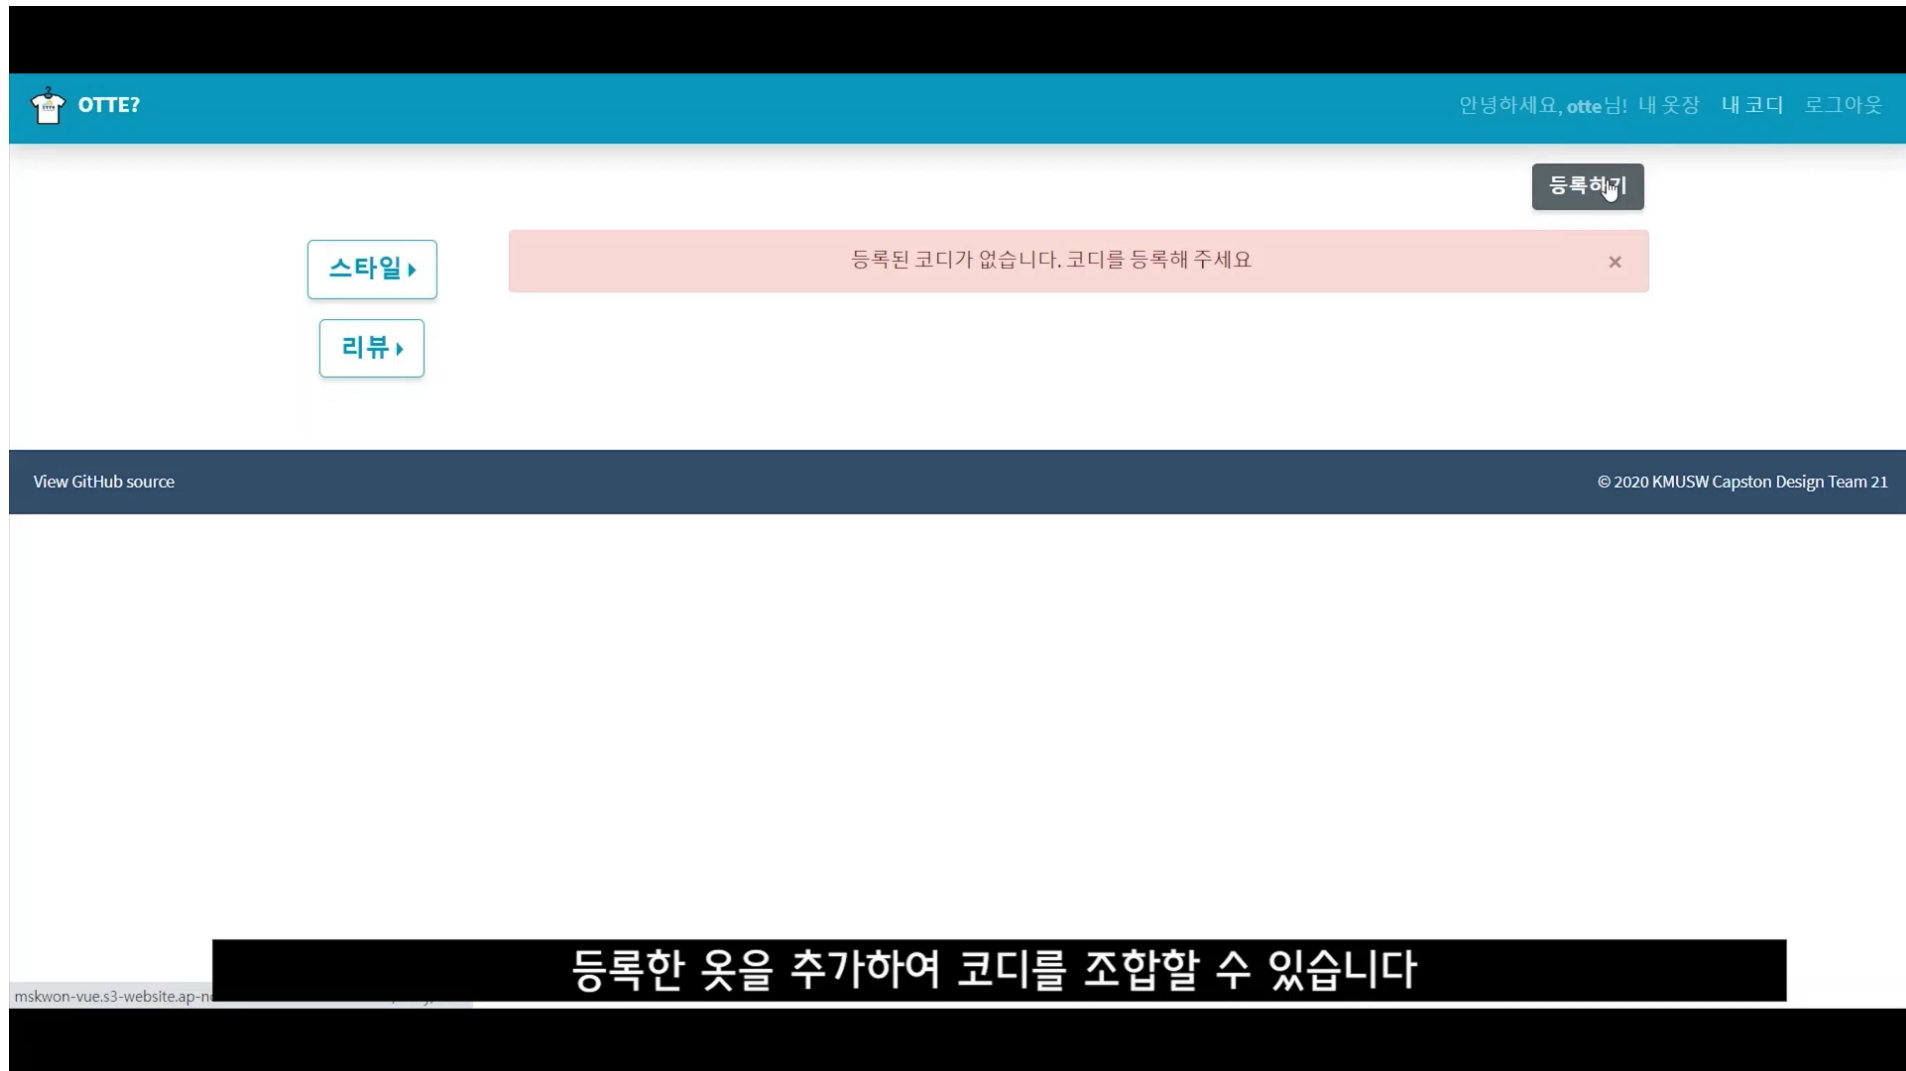 OTTE?
안녕하세요, otte님! 내 옷장 내 코디 로그아웃
등록하기
스타일
등록된 코디가 없습니다. 코디를 등록해 주세요 ×
리뷰
View GitHub source
© 2020 KMUSW Capston Design Team 21
등록한 옷을 추가하여 코디를 조합할 수 있습니다
mskwon-vue.s3-website.ap-n